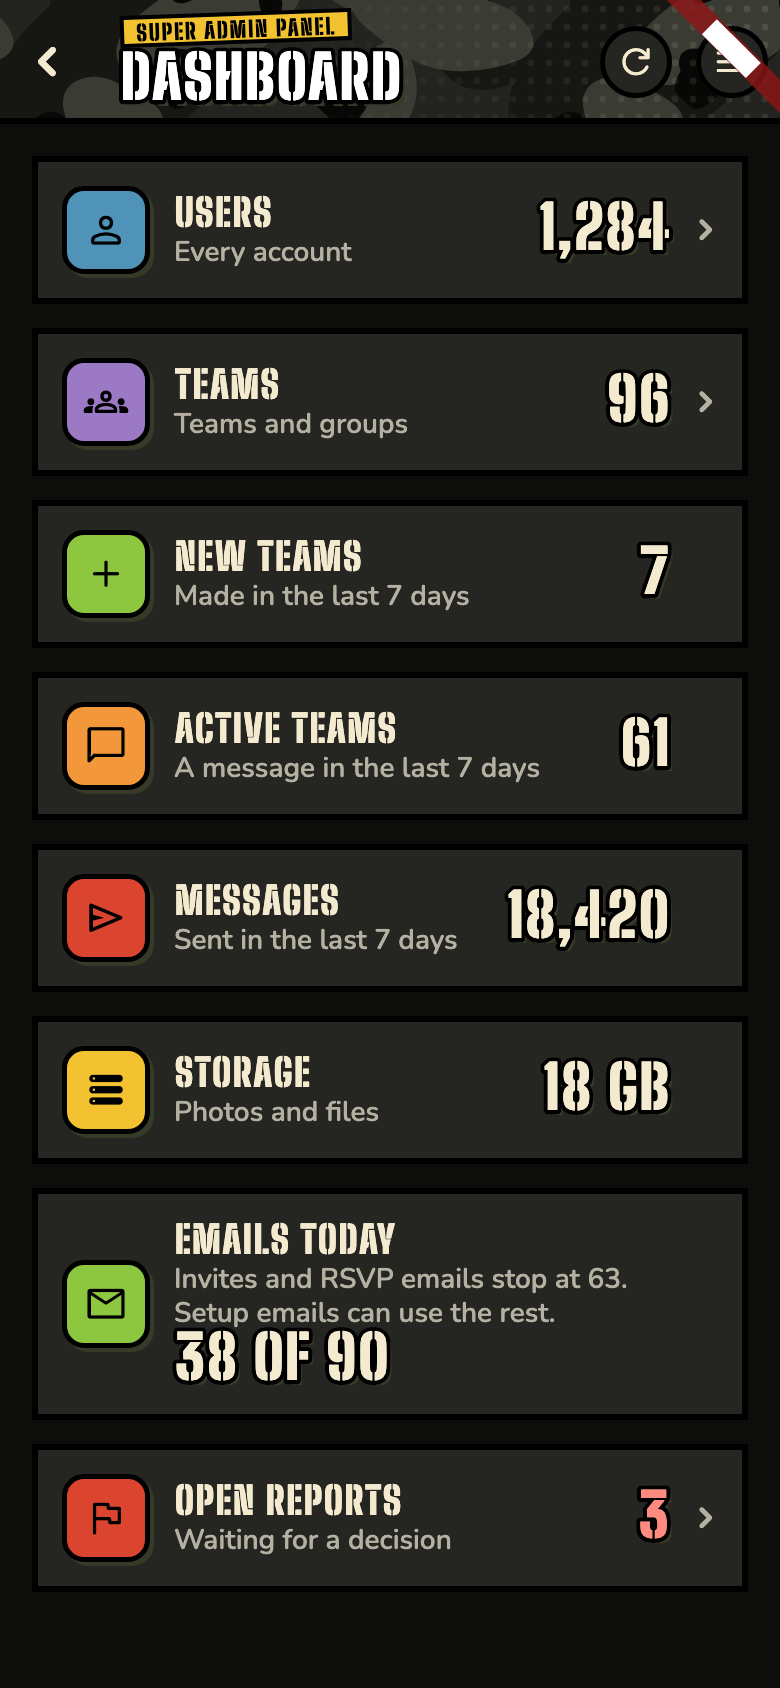 SUPER ADMIN PANEL
DASHBOARD
USERS
Every account
1,284
TEAMS
Teams and groups
96
NEW TEAMS
Made in the last 7 days
7
ACTIVE TEAMS
A message in the last 7 days
61
MESSAGES
Sent in the last 7 days
18,420
STORAGE
Photos and files
18 GB
EMAILS TODAY
Invites and RSVP emails stop at 63.
Setup emails can use the rest.
38 OF 90
OPEN REPORTS
Waiting for a decision
3